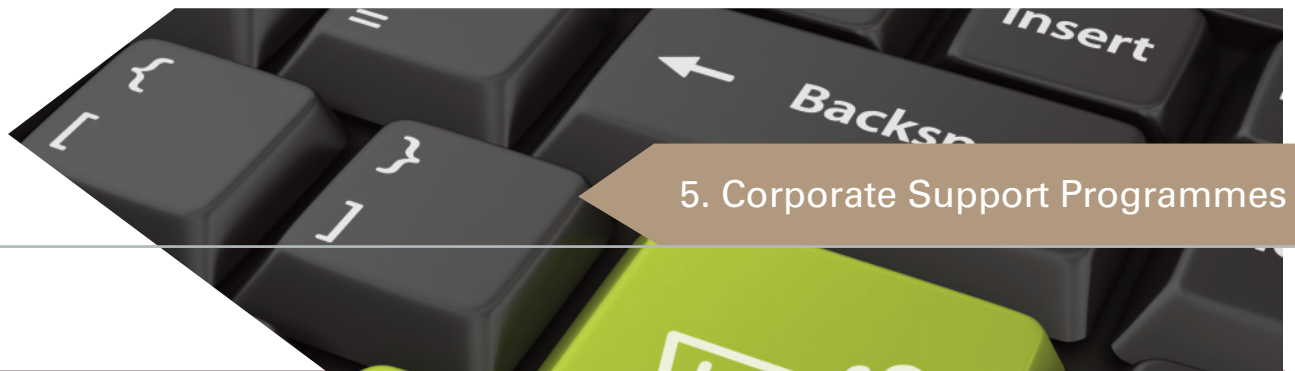 =
Insert
{
[
←
Backsp
}
]
5. Corporate Support Programmes